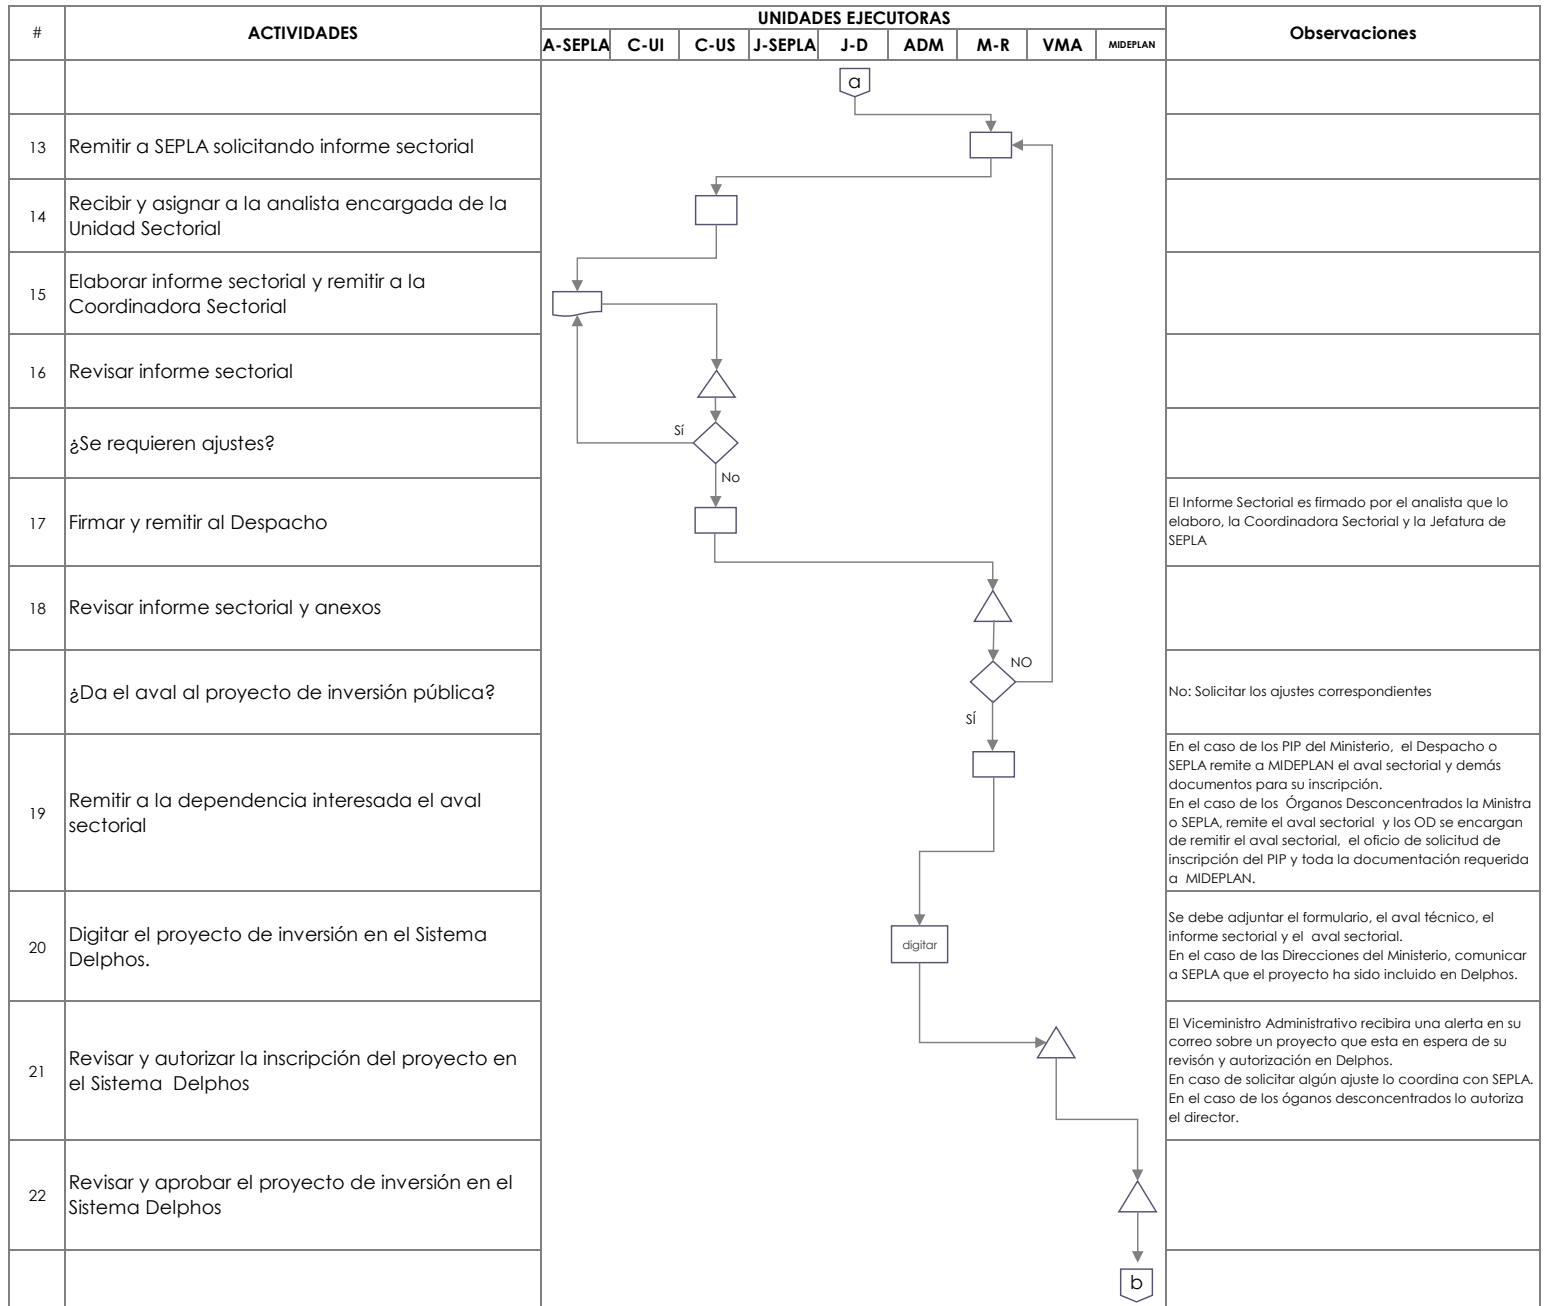 #
ACTIVIDADES
UNIDADES EJECUTORAS
Observaciones
A-SEPLA C-UI C-US J-SEPLA J-D ADM M-R VMA MIDEPLAN
a
13
Remitir a SEPLA solicitando informe sectorial
14
Recibir y asignar a la analista encargada de la
Unidad Sectorial
15
Elaborar informe sectorial y remitir a la
Coordinadora Sectorial
16
Revisar informe sectorial
¿Se requieren ajustes?
Sí
No
17
Firmar y remitir al Despacho
El Informe Sectorial es firmado por el analista que lo
elaboro, la Coordinadora Sectorial y la Jefatura de
SEPLA
18
Revisar informe sectorial y anexos
¿Da el aval al proyecto de inversión pública?
NO
SÍ
No: Solicitar los ajustes correspondientes
19
Remitir a la dependencia interesada el aval
sectorial
En el caso de los PIP del Ministerio, el Despacho o
SEPLA remite a MIDEPLAN el aval sectorial y demás
documentos para su inscripción.
En el caso de los Órganos Desconcentrados la Ministra
o SEPLA, remite el aval sectorial y los OD se encargan
de remitir el aval sectorial, el oficio de solicitud de
inscripción del PIP y toda la documentación requerida
a MIDEPLAN.
20
Digitar el proyecto de inversión en el Sistema
Delphos.
digitar
Se debe adjuntar el formulario, el aval técnico, el
informe sectorial y el aval sectorial.
En el caso de las Direcciones del Ministerio, comunicar
a SEPLA que el proyecto ha sido incluido en Delphos.
21
Revisar y autorizar la inscripción del proyecto en
el Sistema Delphos
El Viceministro Administrativo recibira una alerta en su
correo sobre un proyecto que esta en espera de su
revisón y autorización en Delphos.
En caso de solicitar algún ajuste lo coordina con SEPLA.
En el caso de los óganos desconcentrados lo autoriza
el director.
22
Revisar y aprobar el proyecto de inversión en el
Sistema Delphos
b